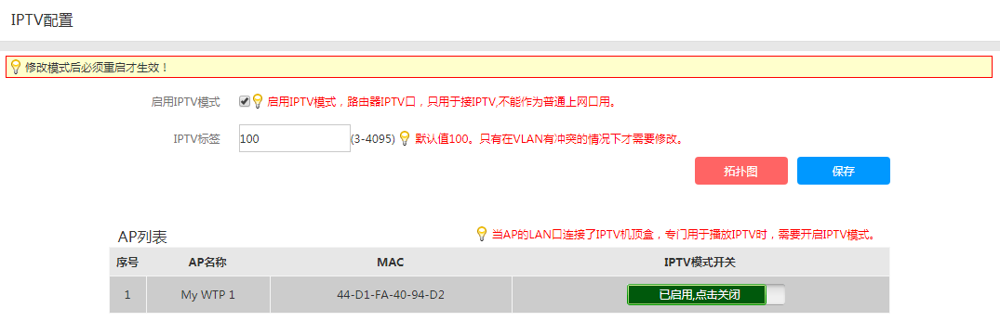 IPTV配置
修改模式后必须重启才生效！
启用IPTV模式 启用IPTV模式，路由器IPTV口，只用于接IPTV,不能作为普通上网口用。
IPTV标签 100 (3-4095) 默认值100。只有在VLAN有冲突的情况下才需要修改。
拓扑图 保存
AP列表 当AP的LAN口连接了IPTV机顶盒，专门用于播放IPTV时，需要开启IPTV模式。
序号 AP名称 MAC IPTV模式开关
1 My WTP 1 44-D1-FA-40-94-D2 已启用,点击关闭